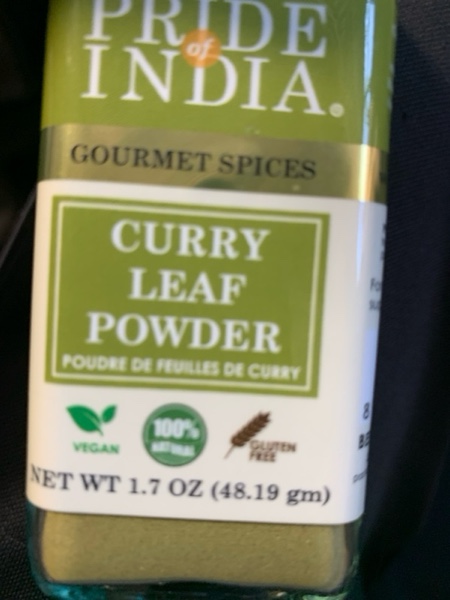 PRIDE
of
INDIA®
GOURMET SPICES
CURRY
LEAF
POWDER
POUDRE DE FEUILLES DE CURRY
VEGAN
100%
NATURAL
GLUTEN
FREE
NET WT 1.7 OZ (48.19 gm)